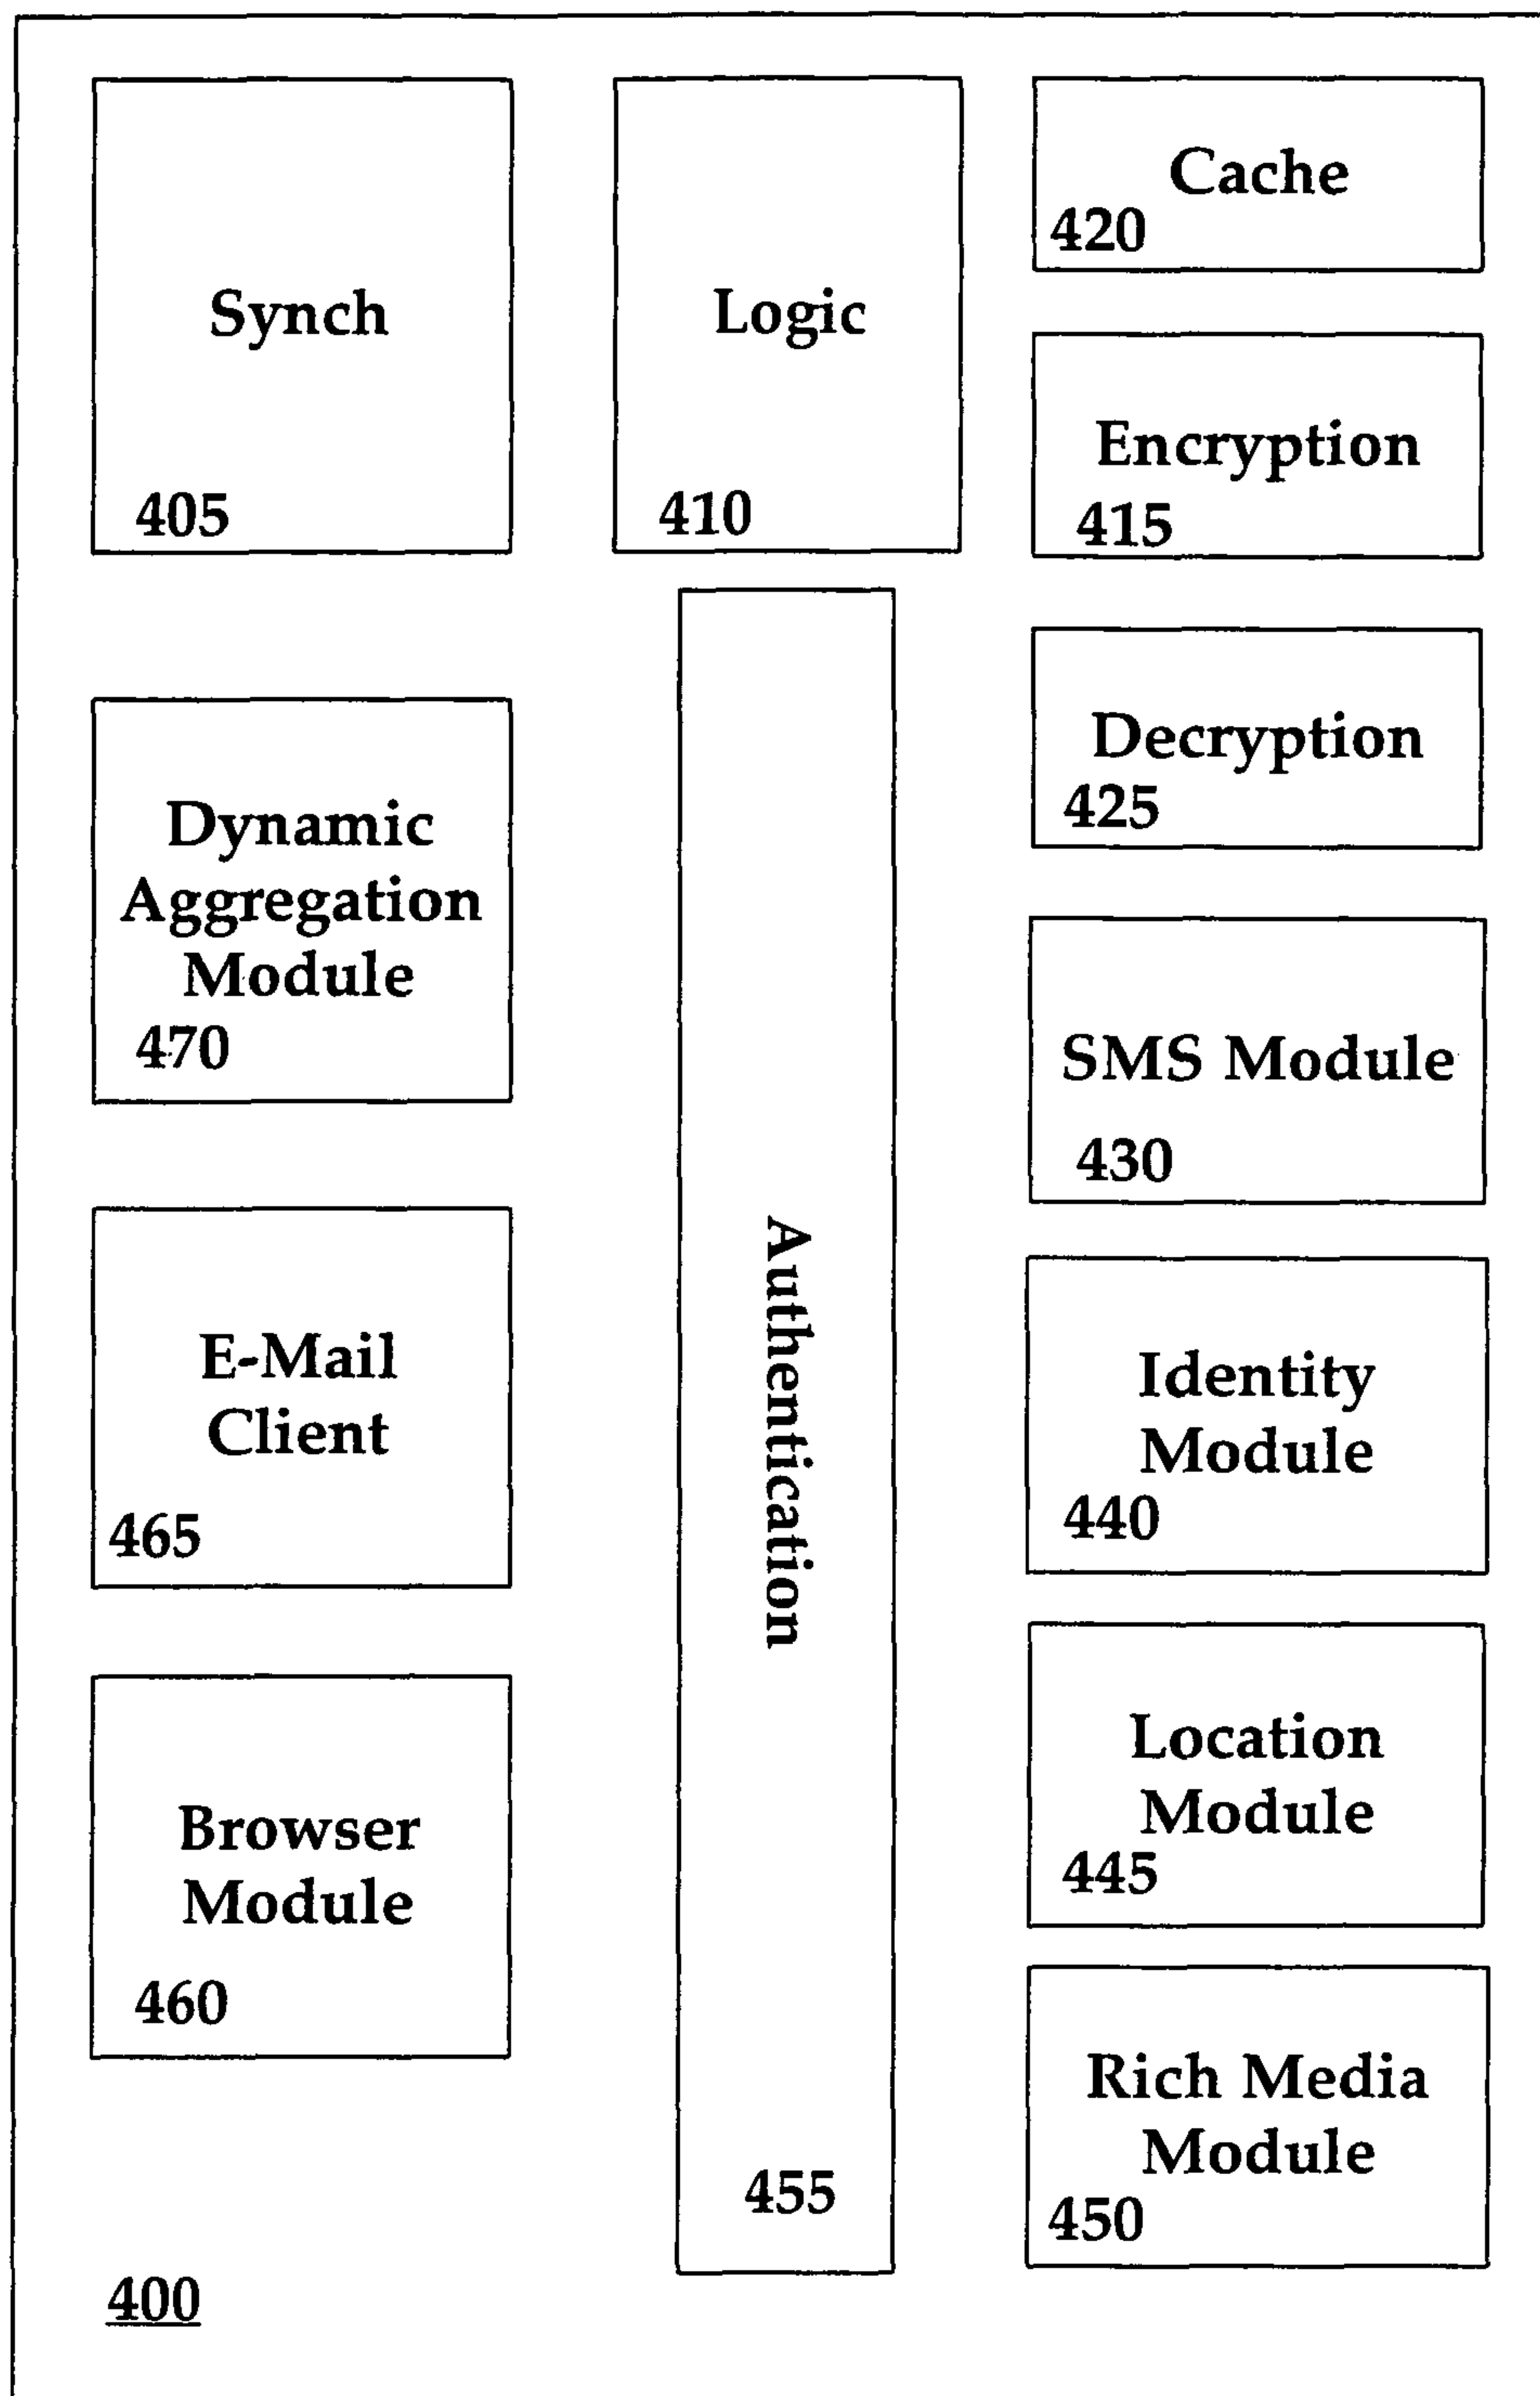 Synch
405
Logic
410
Cache
420
Encryption
415
Decryption
425
Dynamic
Aggregation
Module
470
SMS Module
430
E-Mail
Client
465
Authentication
455
Identity
Module
440
Location
Module
445
Browser
Module
460
Rich Media
Module
450
400